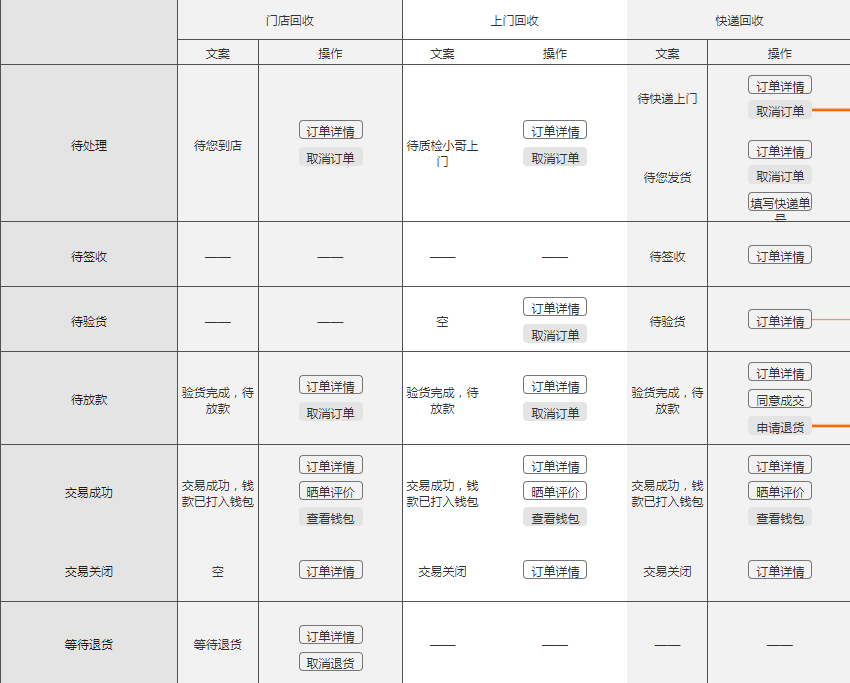 门店回收 上门回收 快递回收
文案 操作 文案 操作 文案 操作
待处理
待您到店
订单详情
取消订单
待质检小哥上
门
订单详情
取消订单
待快递上门
订单详情
取消订单
待您发货
订单详情
取消订单
填写快递单
号
待签收 —— —— —— —— 待签收 订单详情
待验货 —— —— 空
订单详情
取消订单
待验货 订单详情
待放款
验货完成，待
放款
订单详情
取消订单
验货完成，待
放款
订单详情
取消订单
验货完成，待
放款
订单详情
同意成交
申请退货
交易成功
交易成功，钱
款已打入钱包
订单详情
晒单评价
查看钱包
交易成功，钱
款已打入钱包
订单详情
晒单评价
查看钱包
交易成功，钱
款已打入钱包
订单详情
晒单评价
查看钱包
交易关闭 空 订单详情 交易关闭 订单详情 交易关闭 订单详情
等待退货 等待退货
订单详情
取消退货
—— —— —— ——